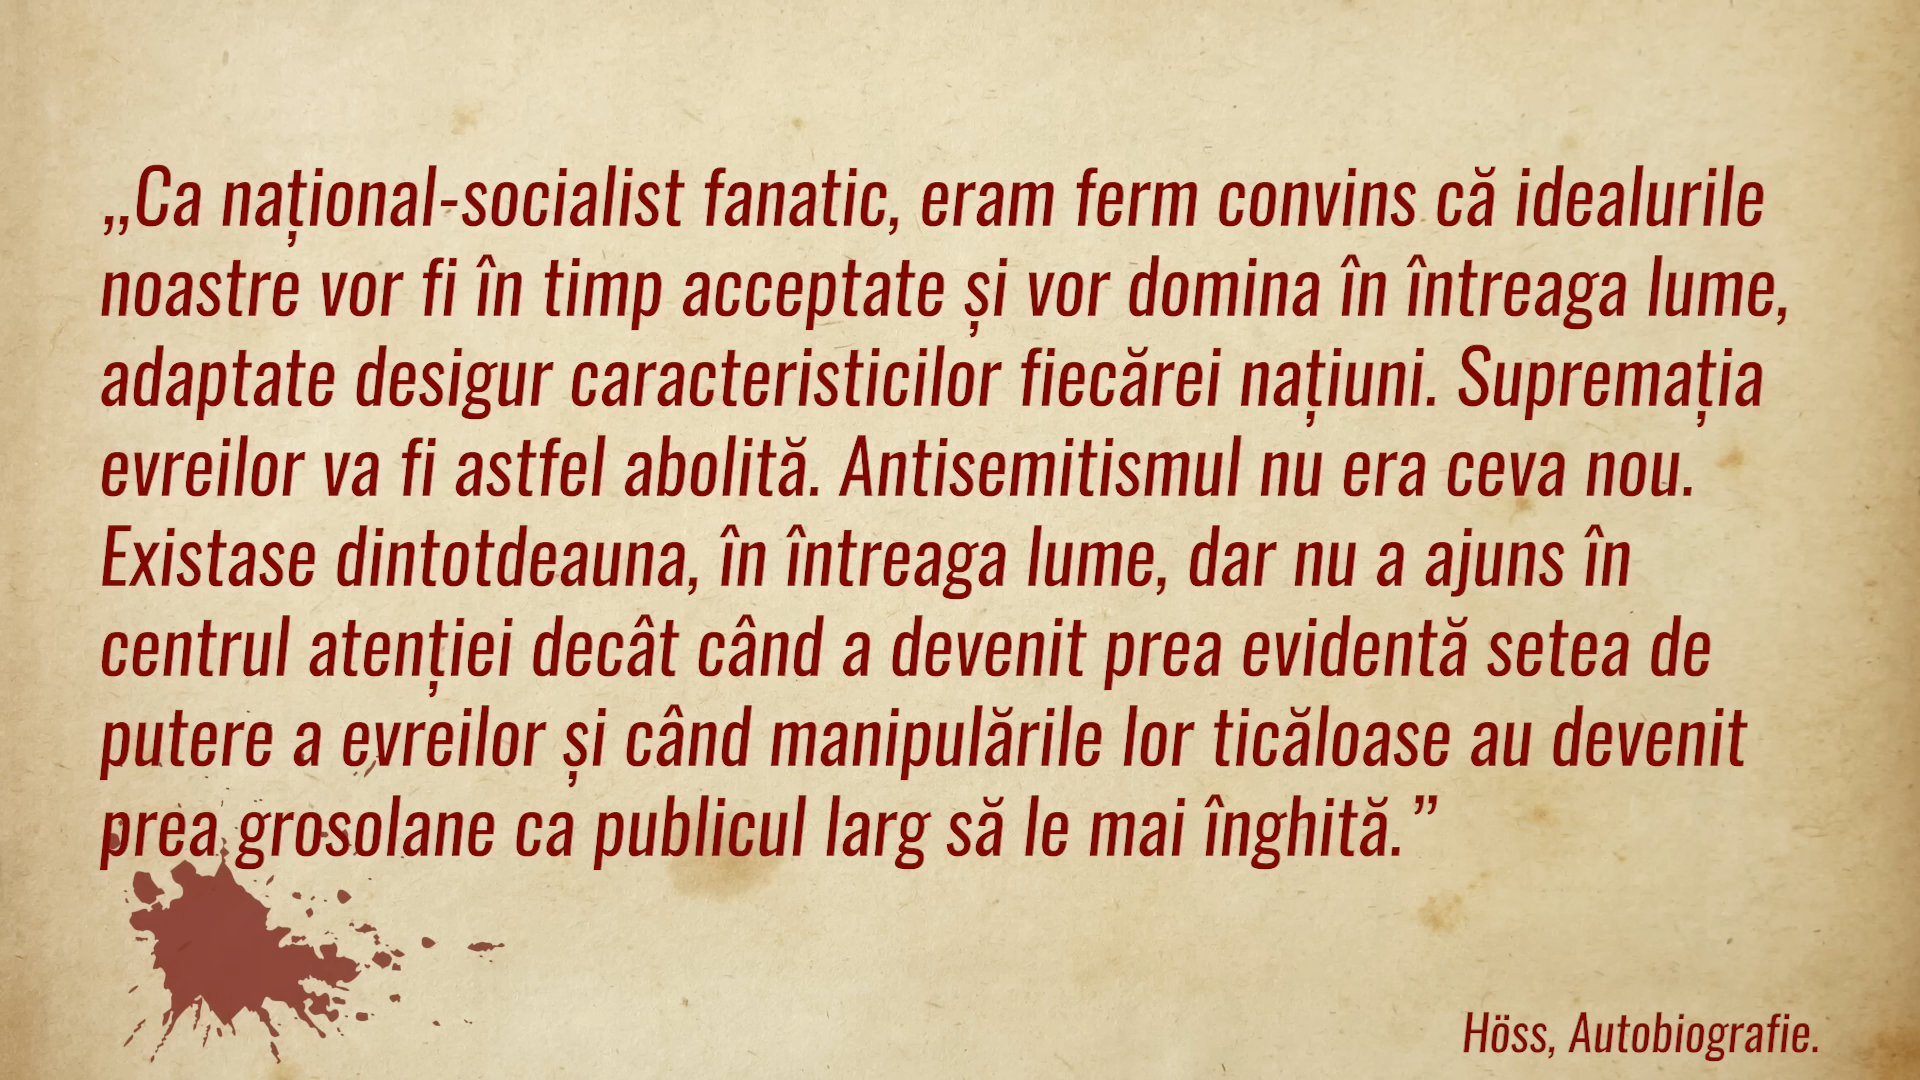 „Ca național-socialist fanatic, eram ferm convins că idealurile
noastre vor fi în timp acceptate și vor domina în întreaga lume,
adaptate desigur caracteristicilor fiecărei națiuni. Supremația
evreilor va fi astfel abolită. Antisemitismul nu era ceva nou.
Existase dintotdeauna, în întreaga lume, dar nu a ajuns în
centrul atenției decât când a devenit prea evidentă setea de
putere a evreilor și când manipulările lor ticăloase au devenit
prea grosolane ca publicul larg să le mai înghită.”
Höss, Autobiografie.